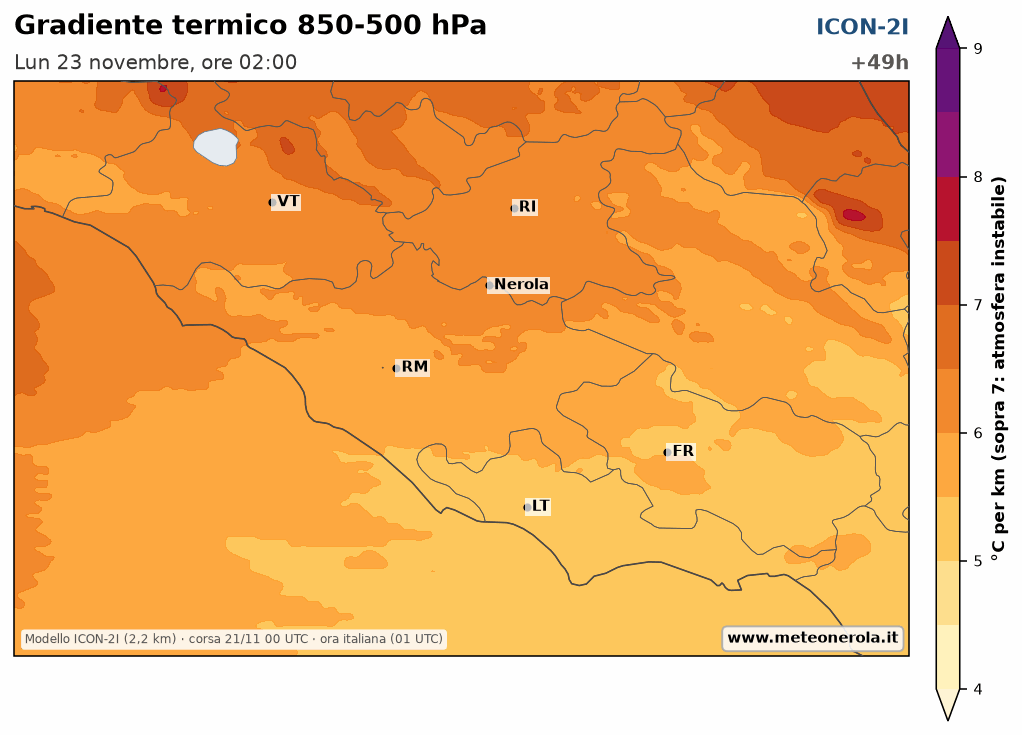 Gradiente termico 850-500 hPa
ICON-2I
Lun 23 novembre, ore 02:00
+49h
VT
RI
Nerola
RM
FR
LT
Modello ICON-2I (2,2 km) · corsa 21/11 00 UTC · ora italiana (01 UTC)
www.meteonerola.it
9
8
7
6
5
4
°C per km (sopra 7: atmosfera instabile)